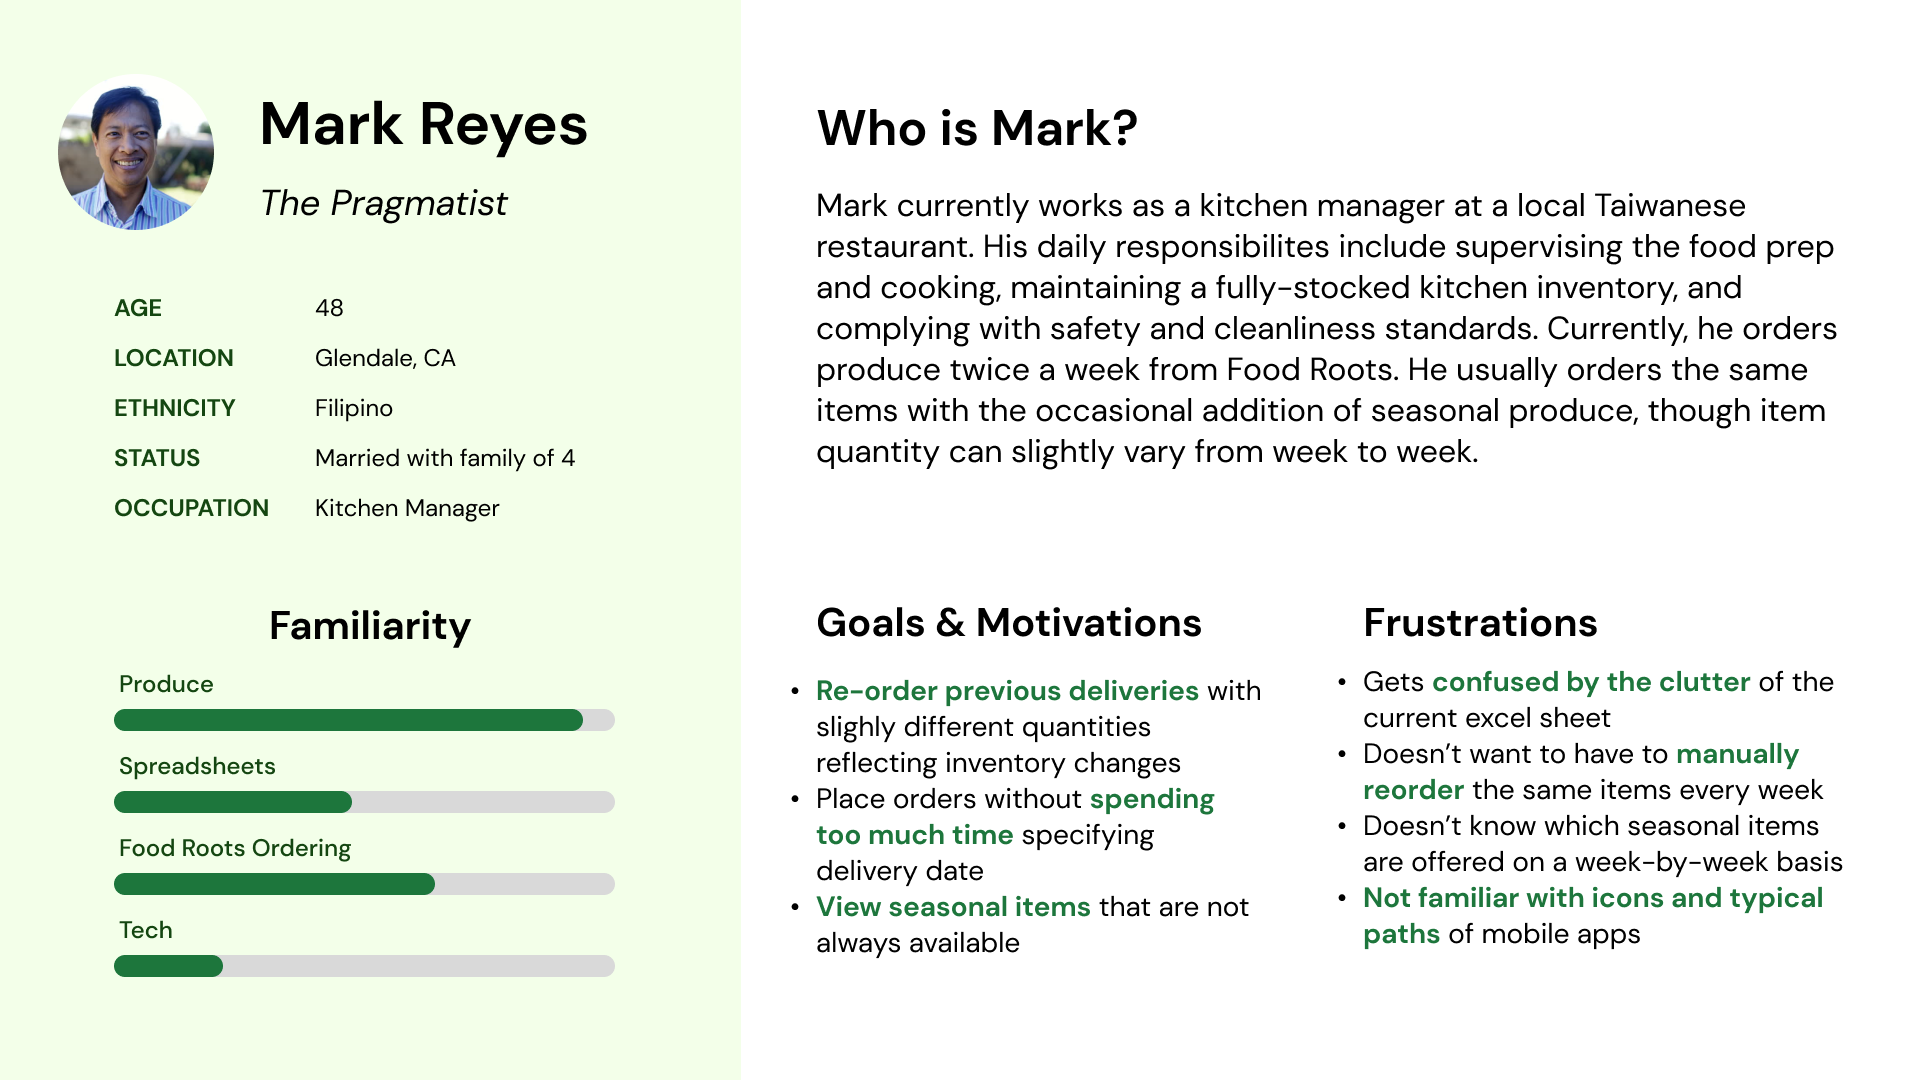 Mark Reyes
The Pragmatist
AGE 48
LOCATION Glendale, CA
ETHNICITY Filipino
STATUS Married with family of 4
OCCUPATION Kitchen Manager
Familiarity
Produce
Spreadsheets
Food Roots Ordering
Tech
Who is Mark?
Mark currently works as a kitchen manager at a local Taiwanese
restaurant. His daily responsibilites include supervising the food prep
and cooking, maintaining a fully-stocked kitchen inventory, and
complying with safety and cleanliness standards. Currently, he orders
produce twice a week from Food Roots. He usually orders the same
items with the occasional addition of seasonal produce, though item
quantity can slightly vary from week to week.
Goals & Motivations
• Re-order previous deliveries with
slighly different quantities
reflecting inventory changes
• Place orders without spending
too much time specifying
delivery date
• View seasonal items that are not
always available
Frustrations
• Gets confused by the clutter of the
current excel sheet
• Doesn’t want to have to manually
reorder the same items every week
• Doesn’t know which seasonal items
are offered on a week-by-week basis
• Not familiar with icons and typical
paths of mobile apps